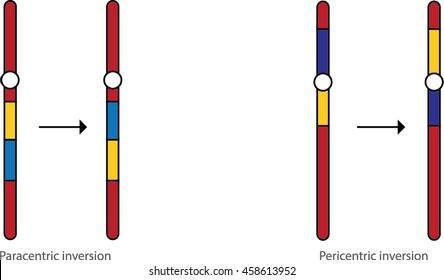 Paracentric inversion
Pericentric inversion
shutterstock.com · 458613952